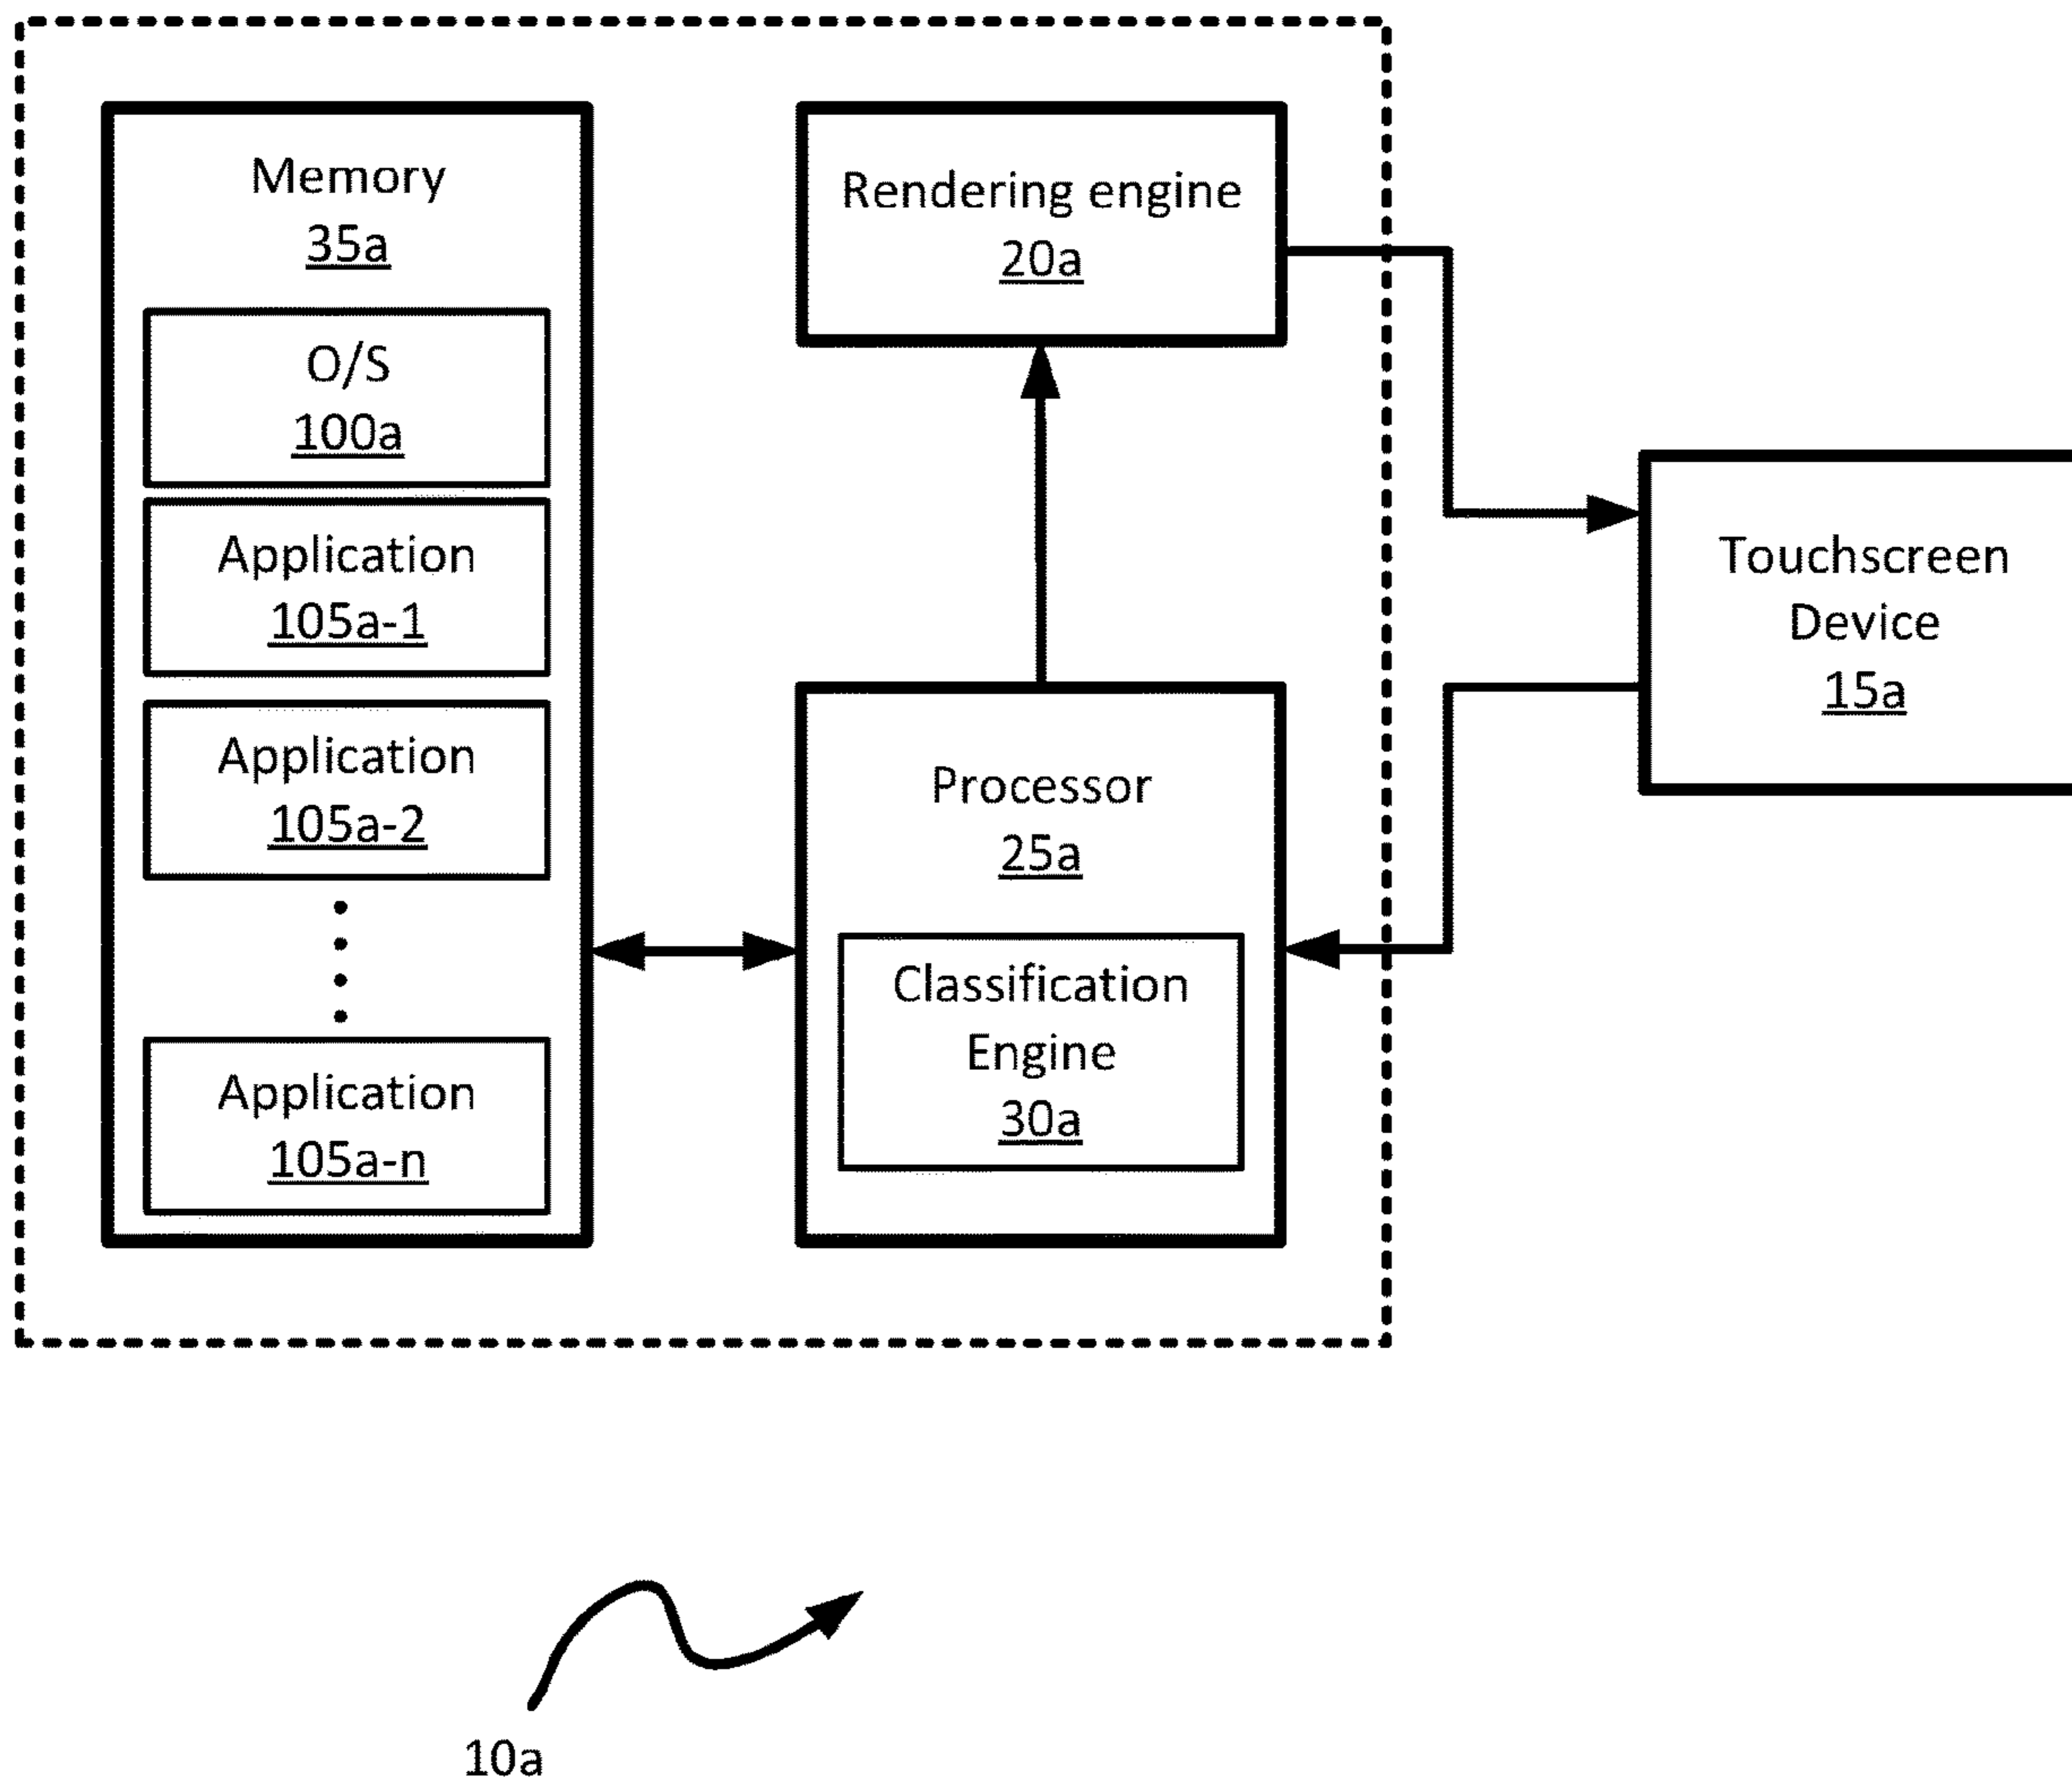 Memory
35a
O/S
100a
Application
105a-1
Application
105a-2
Application
105a-n
Rendering engine
20a
Processor
25a
Classification
Engine
30a
Touchscreen
Device
15a
10a